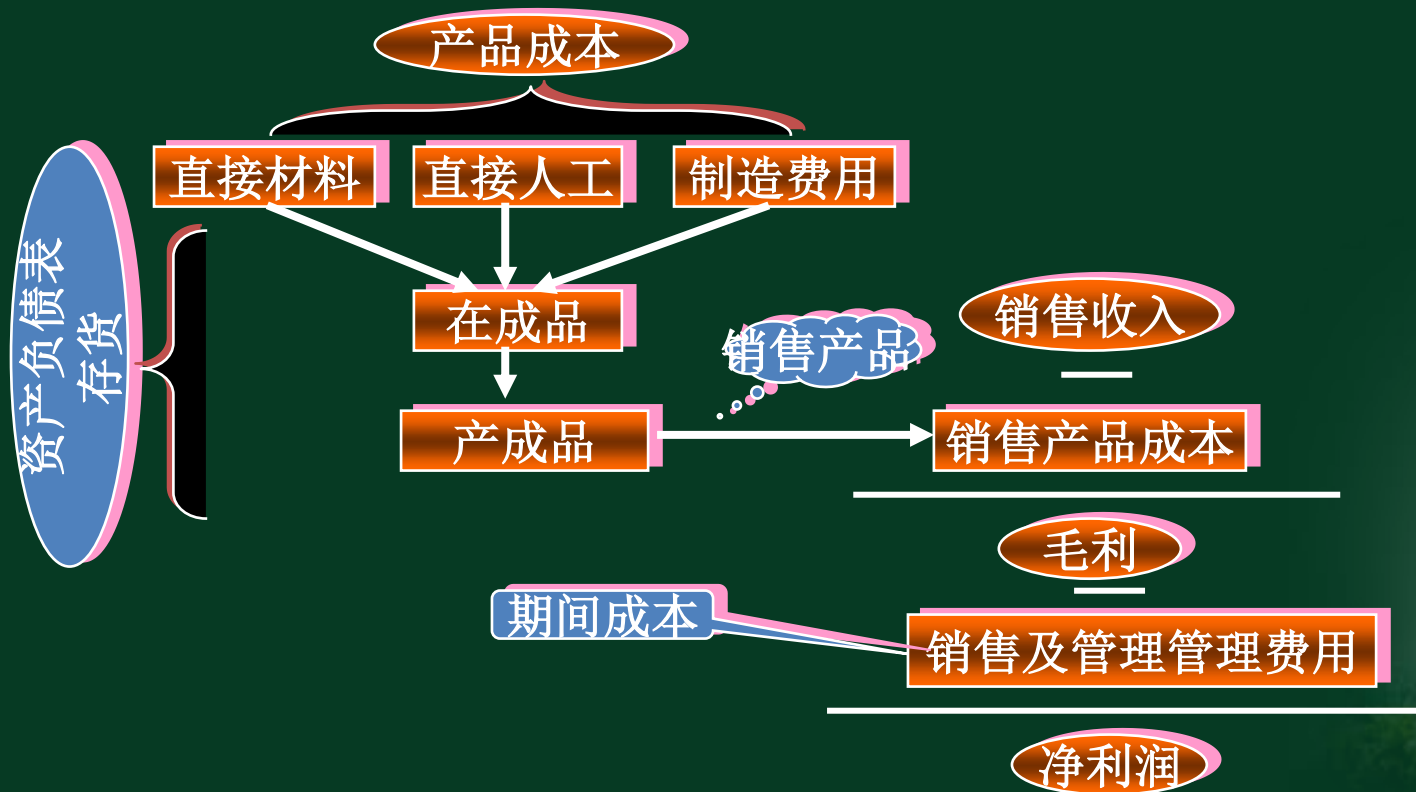 产品成本
直接材料
直接人工
制造费用
资产负债表
存货
在成品
销售产品
销售收入
产成品
销售产品成本
毛利
期间成本
销售及管理管理费用
净利润